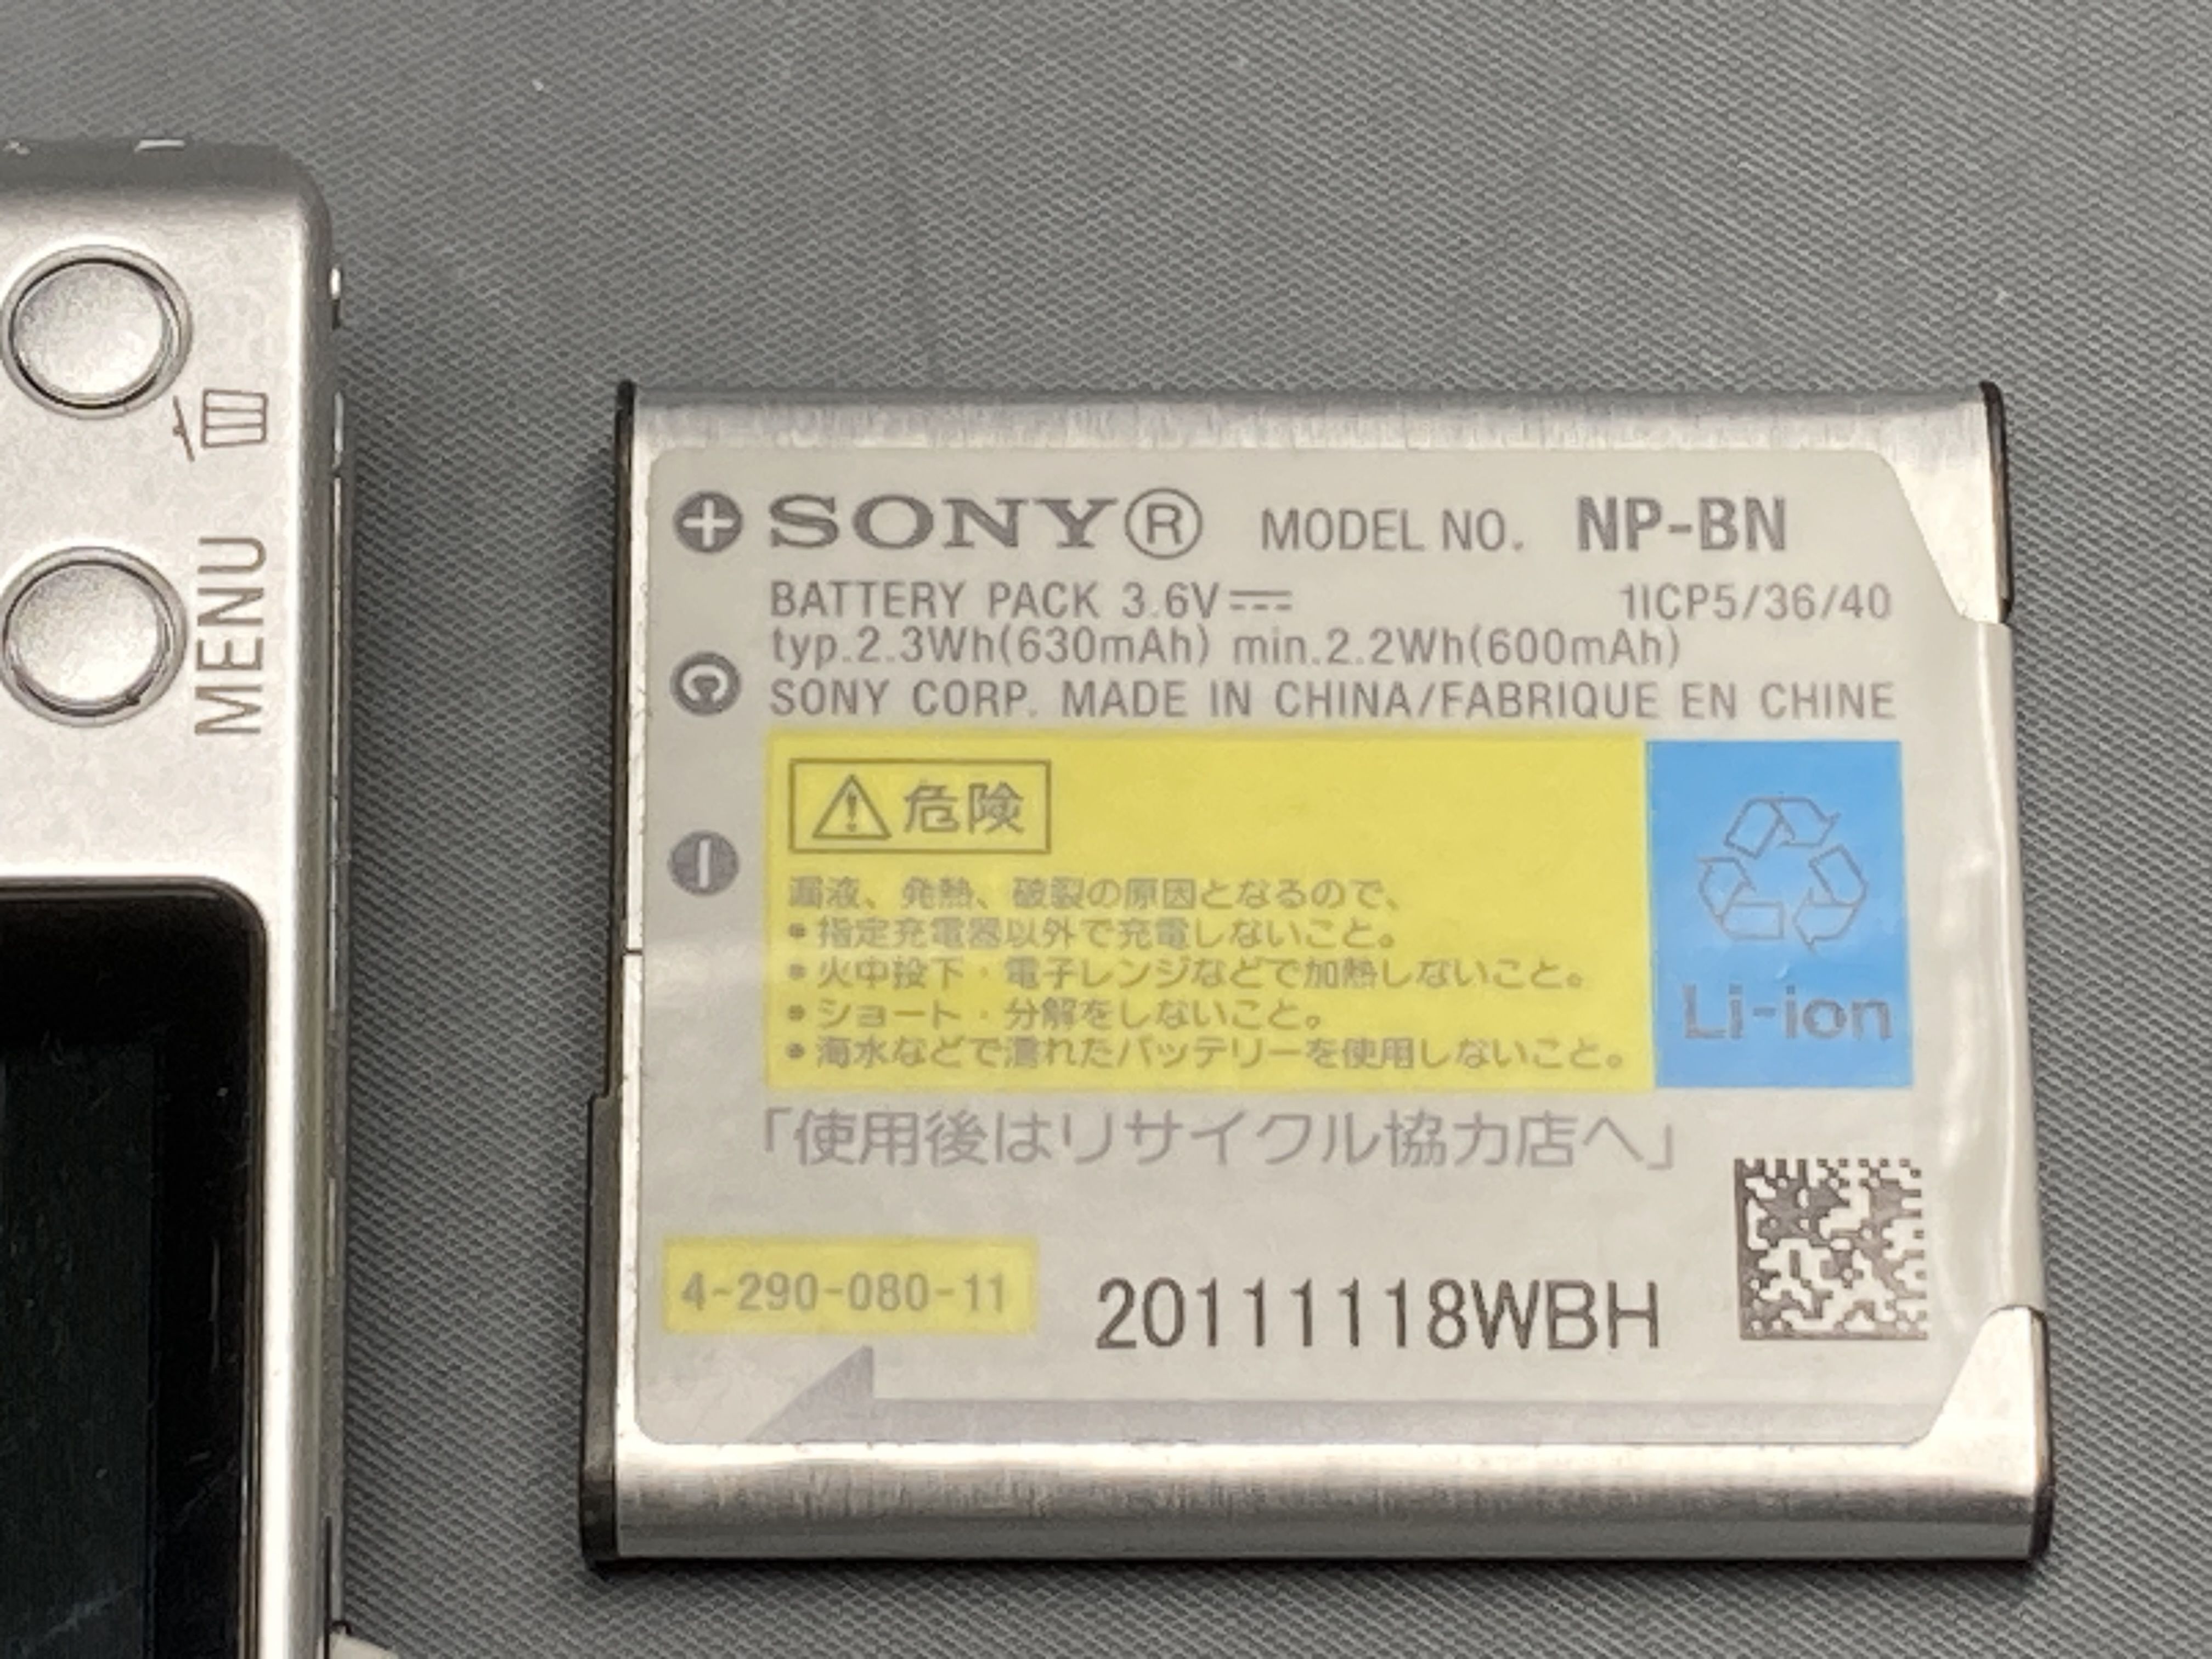 MENU
SONY® MODEL NO. NP-BN
BATTERY PACK 3.6V 1ICP5/36/40
typ.2.3Wh(630mAh) min.2.2Wh(600mAh)
SONY CORP. MADE IN CHINA/FABRIQUE EN CHINE
危険
漏液、発熱、破裂の原因となるので、
•指定充電器以外で充電しないこと。
•火中投下・電子レンジなどで加熱しないこと。
•ショート・分解をしないこと。
•海水などで濡れたバッテリーを使用しないこと。
Li-ion
「使用後はリサイクル協力店へ」
4-290-080-11
20111118WBH